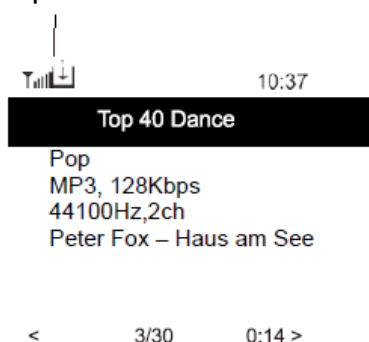 10:37
Top 40 Dance
Pop
MP3, 128Kbps
44100Hz,2ch
Peter Fox – Haus am See
< 3/30 0:14 >